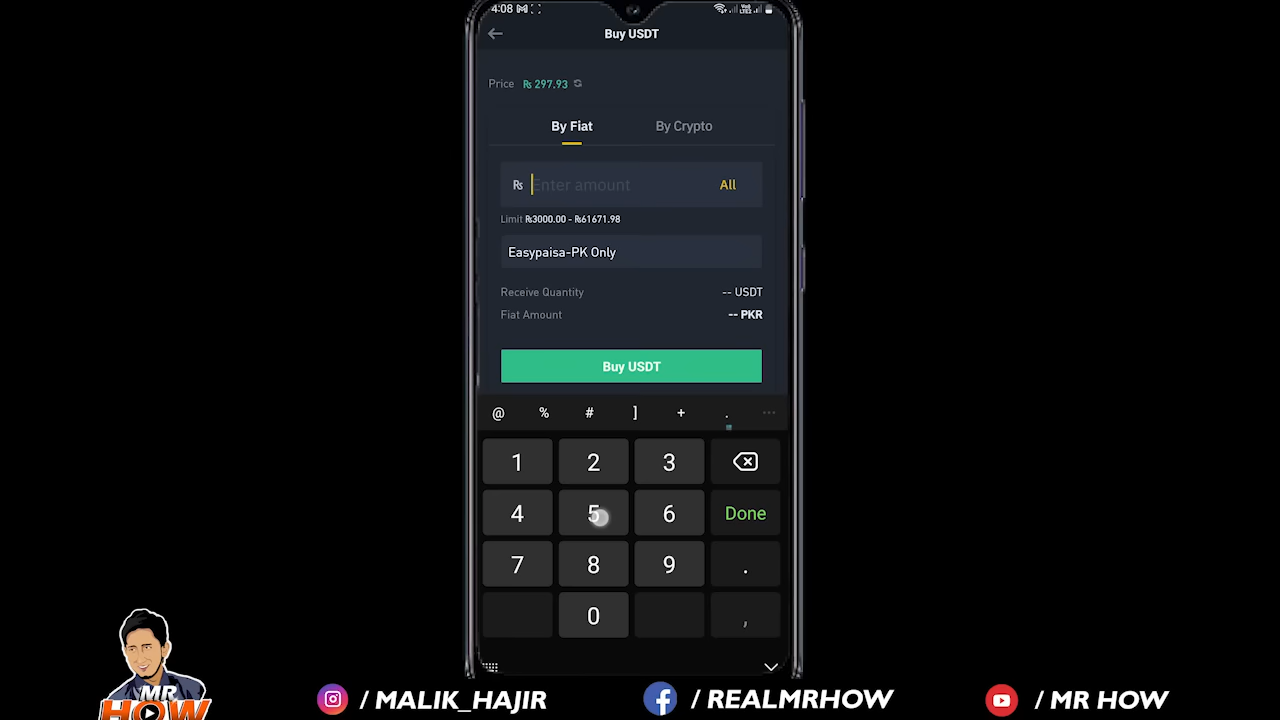 4:08
Buy USDT
Price ₨ 297.93
By Fiat By Crypto
₨ Enter amount All
Limit ₨3000.00 - ₨61671.98
Easypaisa-PK Only
Receive Quantity -- USDT
Fiat Amount -- PKR
Buy USDT
@ % # ] + . ...
1 2 3
4 5 6 Done
7 8 9 .
0 ,
MR
HOW
/ MALIK_HAJIR
/ REALMRHOW
/ MR HOW